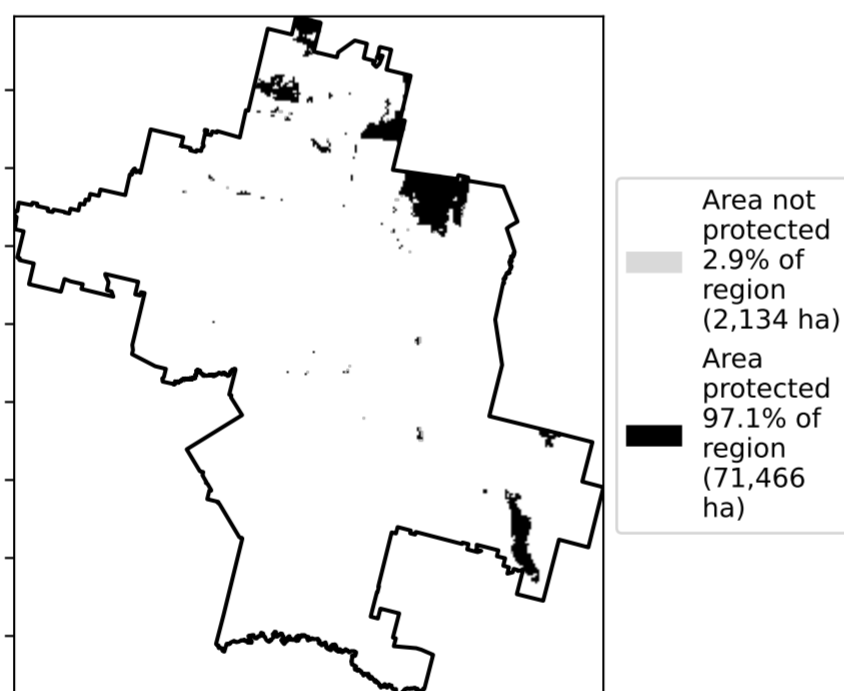 Area not
protected
2.9% of
region
(2,134 ha)
Area
protected
97.1% of
region
(71,466
ha)